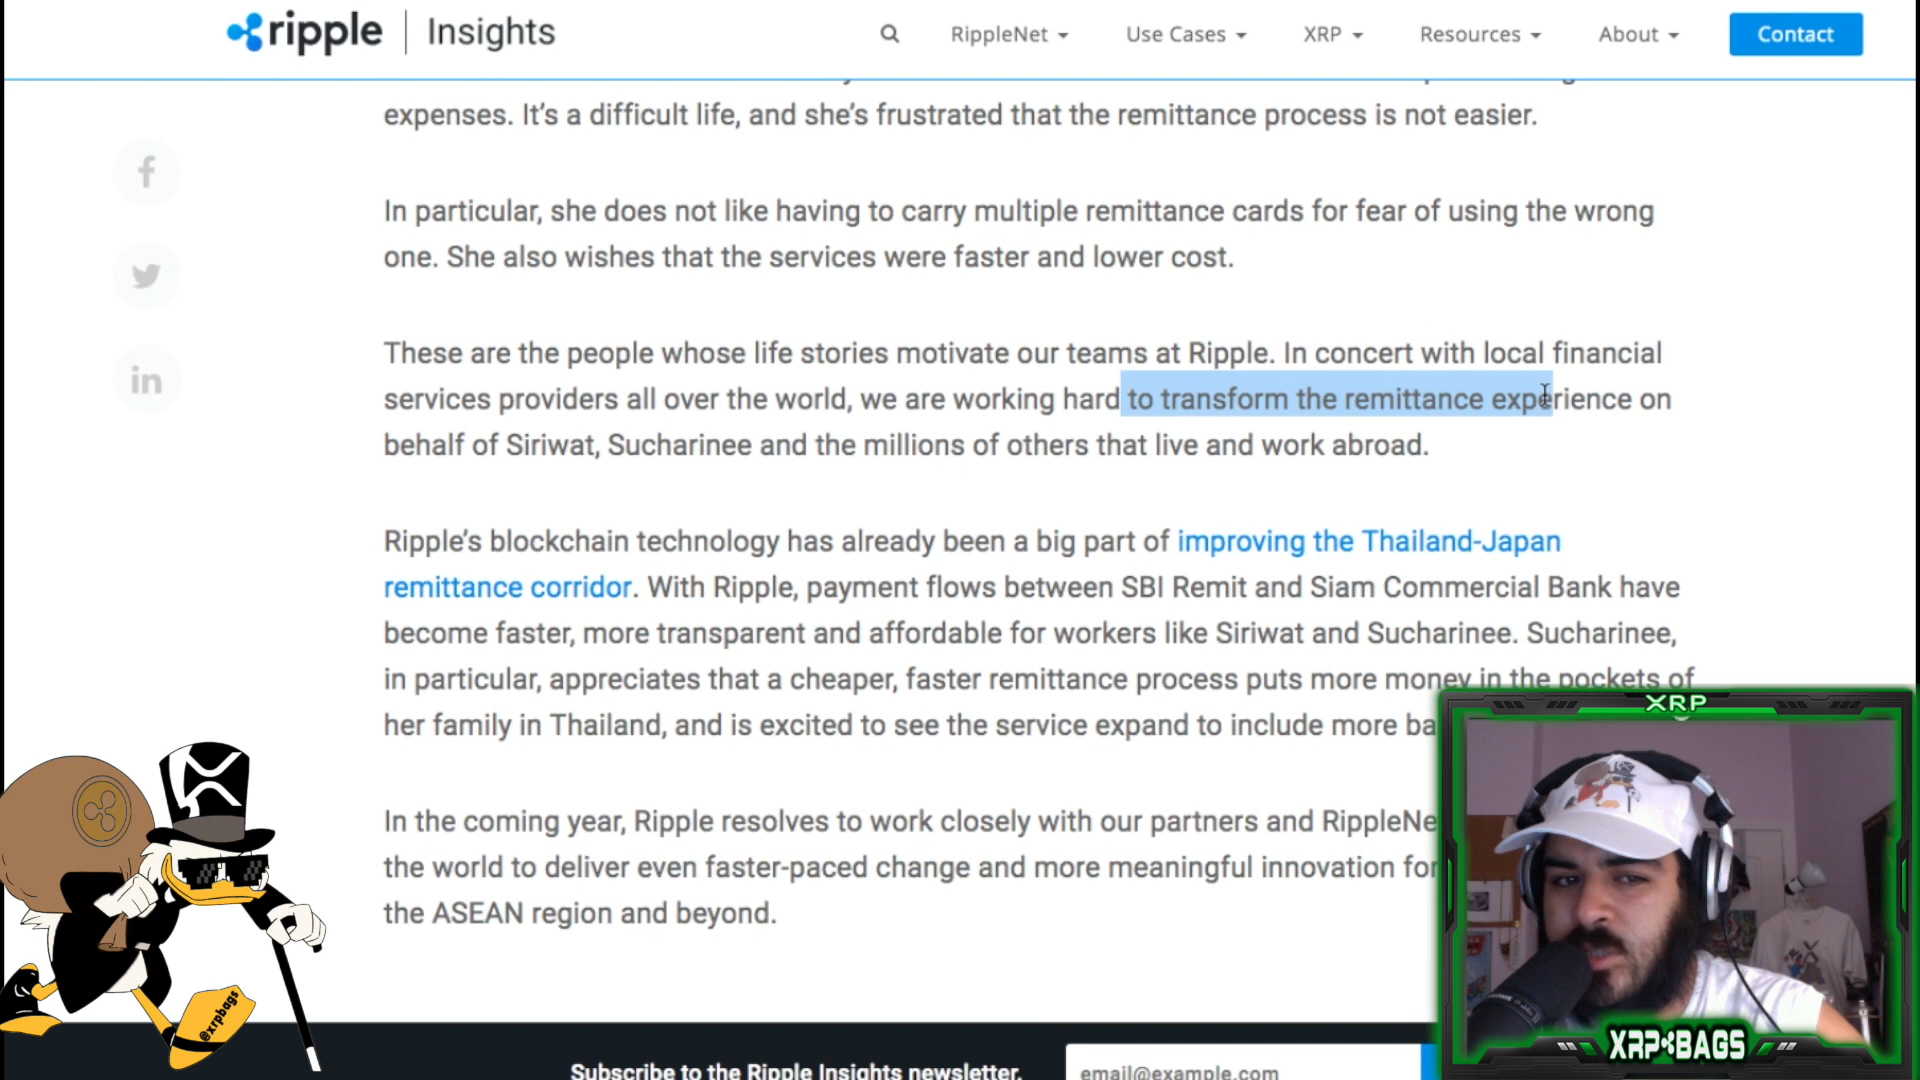 ripple | Insights
RippleNet
Use Cases
XRP
Resources
About
Contact
expenses. It’s a difficult life, and she’s frustrated that the remittance process is not easier.
In particular, she does not like having to carry multiple remittance cards for fear of using the wrong
one. She also wishes that the services were faster and lower cost.
These are the people whose life stories motivate our teams at Ripple. In concert with local financial
services providers all over the world, we are working hard to transform the remittance experience on
behalf of Siriwat, Sucharinee and the millions of others that live and work abroad.
Ripple’s blockchain technology has already been a big part of improving the Thailand-Japan
remittance corridor. With Ripple, payment flows between SBI Remit and Siam Commercial Bank have
become faster, more transparent and affordable for workers like Siriwat and Sucharinee. Sucharinee,
in particular, appreciates that a cheaper, faster remittance process puts more money in the pockets of
her family in Thailand, and is excited to see the service expand to include more ba
In the coming year, Ripple resolves to work closely with our partners and RippleNe
the world to deliver even faster-paced change and more meaningful innovation for
the ASEAN region and beyond.
Subscribe to the Ripple Insights newsletter.
email@example.com
@xrpbags
XRP
XRP BAGS